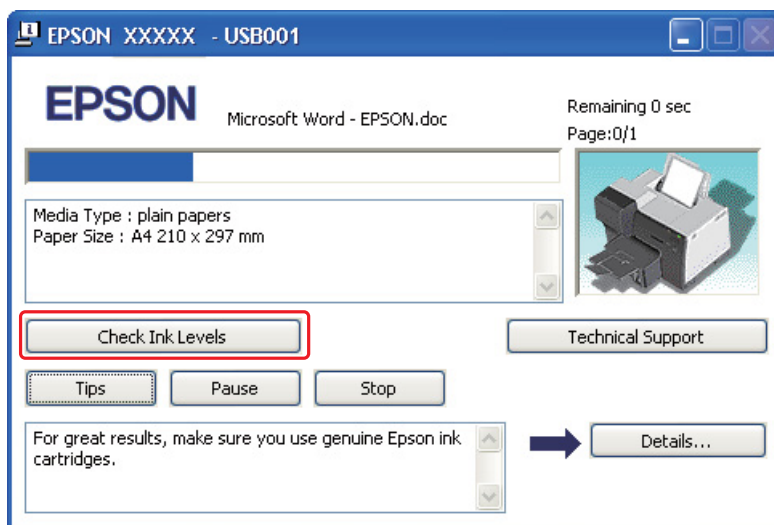 EPSON XXXXX - USB001
EPSON
Microsoft Word - EPSON.doc
Remaining 0 sec
Page:0/1
Media Type : plain papers
Paper Size : A4 210 x 297 mm
Check Ink Levels
Technical Support
Tips
Pause
Stop
For great results, make sure you use genuine Epson ink
cartridges.
Details...